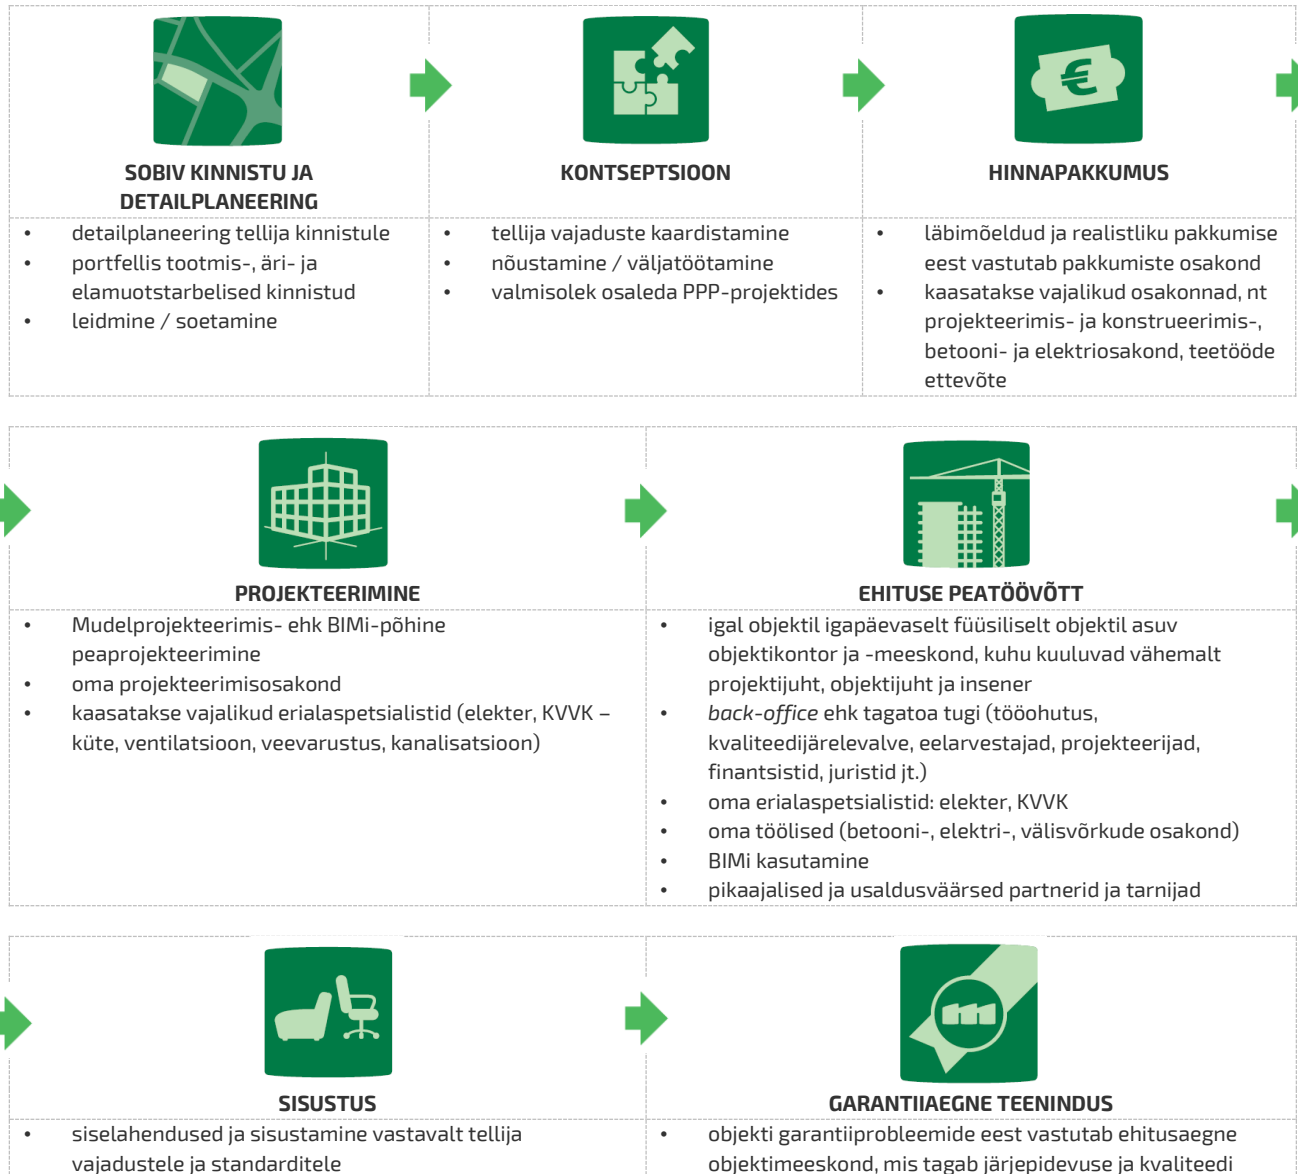 SOBIV KINNISTU JA
DETAILPLANEERING
• detailplaneering tellija kinnistule
• portfellis tootmis-, äri- ja
elamuotstarbelised kinnistud
• leidmine / soetamine
KONTSEPTSIOON
• tellija vajaduste kaardistamine
• nõustamine / väljatöötamine
• valmisolek osaleda PPP-projektides
€
HINNAPAKKUMUS
• läbimõeldud ja realistliku pakkumise
eest vastutab pakkumiste osakond
• kaasatakse vajalikud osakonnad, nt
projekteerimis- ja konstrueerimis-,
betooni- ja elektriosakond, teetööde
ettevõte
PROJEKTEERIMINE
• Mudelprojekteerimis- ehk BIMi-põhine
peaprojekteerimine
• oma projekteerimisosakond
• kaasatakse vajalikud erialaspetsialistid (elekter, KVVK –
küte, ventilatsioon, veevarustus, kanalisatsioon)
EHITUSE PEATÖÖVÕTT
• igal objektil igapäevaselt füüsiliselt objektil asuv
objektikontor ja -meeskond, kuhu kuuluvad vähemalt
projektijuht, objektijuht ja insener
• back-office ehk tagatoa tugi (tööohutus,
kvaliteedijärelevalve, eelarvestajad, projekteerijad,
finantsistid, juristid jt.)
• oma erialaspetsialistid: elekter, KVVK
• oma töölised (betooni-, elektri-, välisvõrkude osakond)
• BIMi kasutamine
• pikaajalised ja usaldusväärsed partnerid ja tarnijad
SISUSTUS
• siselahendused ja sisustamine vastavalt tellija
vajadustele ja standarditele
GARANTIIAEGNE TEENINDUS
• objekti garantiiprobleemide eest vastutab ehitusaegne
objektimeeskond, mis tagab järjepidevuse ja kvaliteedi